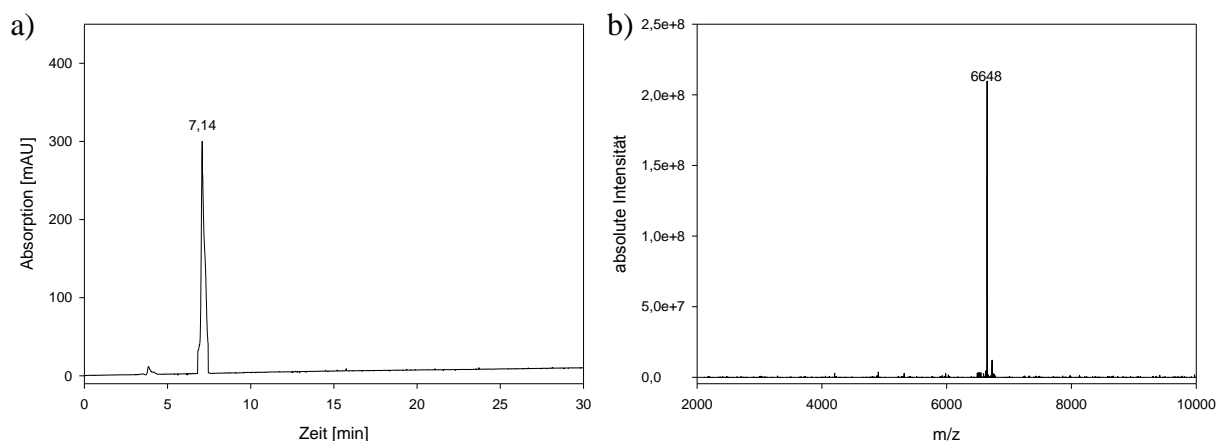 a)
Absorption [mAU]
400
300
200
100
0
7,14
0 5 10 15 20 25 30
Zeit [min]
b)
absolute Intensität
2,5e+8
2,0e+8
1,5e+8
1,0e+8
5,0e+7
0,0
6648
2000 4000 6000 8000 10000
m/z